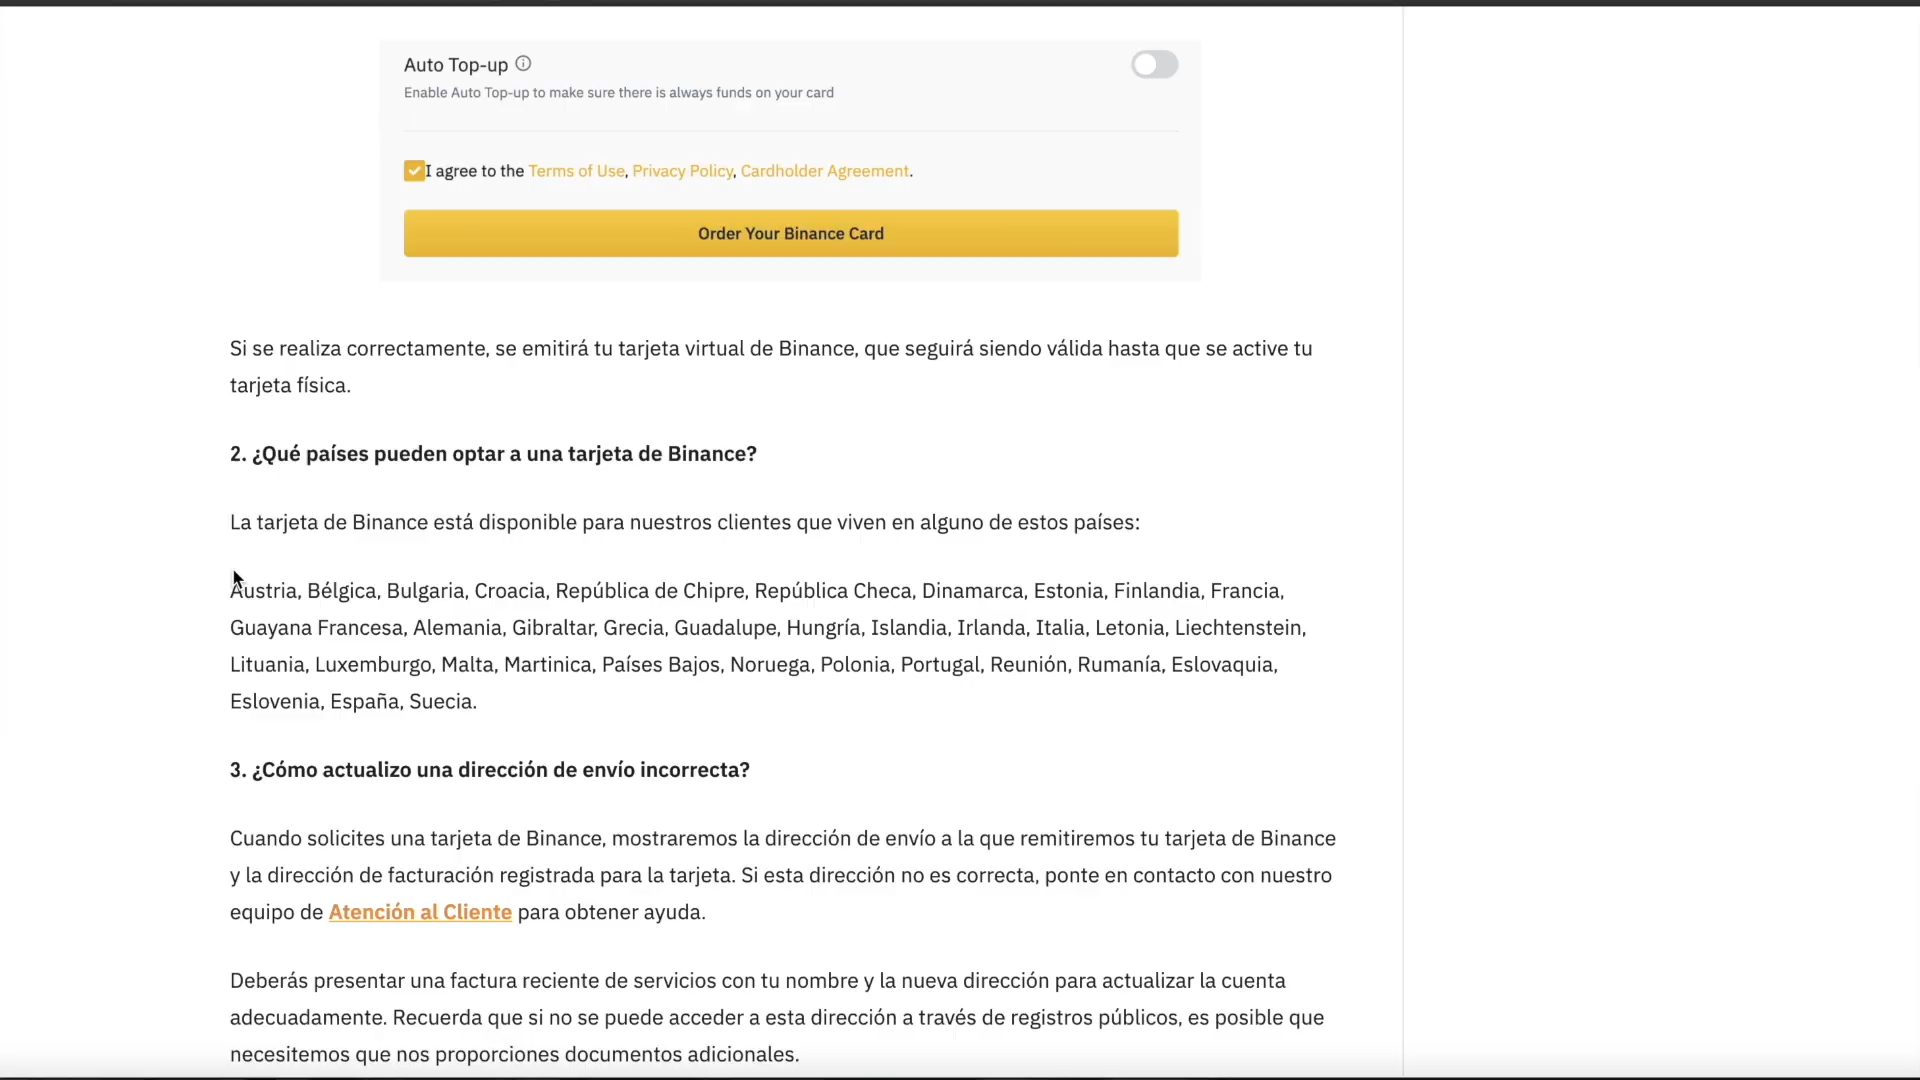 Auto Top-up
Enable Auto Top-up to make sure there is always funds on your card
I agree to the Terms of Use, Privacy Policy, Cardholder Agreement.
Order Your Binance Card
Si se realiza correctamente, se emitirá tu tarjeta virtual de Binance, que seguirá siendo válida hasta que se active tu
tarjeta física.
2. ¿Qué países pueden optar a una tarjeta de Binance?
La tarjeta de Binance está disponible para nuestros clientes que viven en alguno de estos países:
Austria, Bélgica, Bulgaria, Croacia, República de Chipre, República Checa, Dinamarca, Estonia, Finlandia, Francia,
Guayana Francesa, Alemania, Gibraltar, Grecia, Guadalupe, Hungría, Islandia, Irlanda, Italia, Letonia, Liechtenstein,
Lituania, Luxemburgo, Malta, Martinica, Países Bajos, Noruega, Polonia, Portugal, Reunión, Rumanía, Eslovaquia,
Eslovenia, España, Suecia.
3. ¿Cómo actualizo una dirección de envío incorrecta?
Cuando solicites una tarjeta de Binance, mostraremos la dirección de envío a la que remitiremos tu tarjeta de Binance
y la dirección de facturación registrada para la tarjeta. Si esta dirección no es correcta, ponte en contacto con nuestro
equipo de Atención al Cliente para obtener ayuda.
Deberás presentar una factura reciente de servicios con tu nombre y la nueva dirección para actualizar la cuenta
adecuadamente. Recuerda que si no se puede acceder a esta dirección a través de registros públicos, es posible que
necesitemos que nos proporciones documentos adicionales.